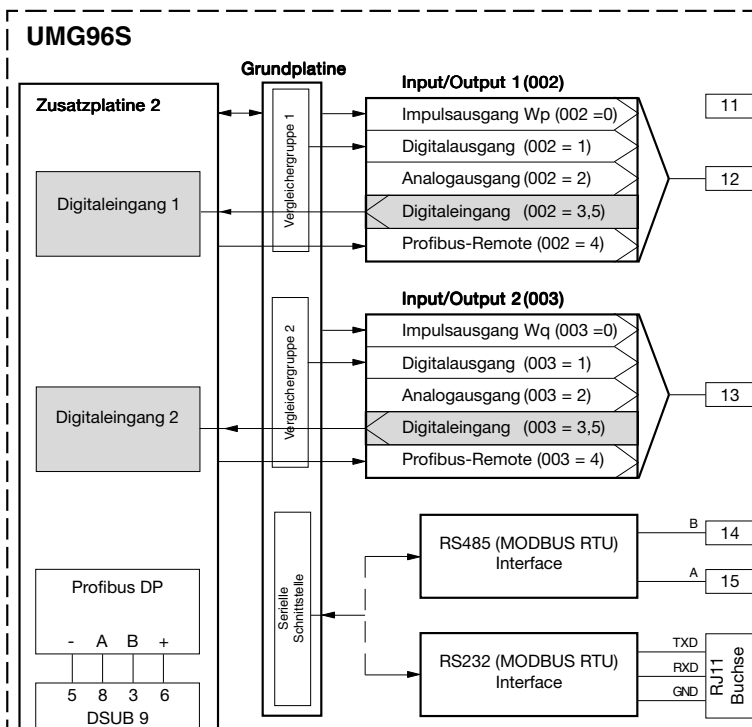 UMG96S
Grundplatine
Input/Output 1 (002)
Zusatzplatine 2
Vergleichergruppe 1
Impulsausgang Wp (002 =0)
Digitalausgang (002 = 1)
Analogausgang (002 = 2)
Digitaleingang (002 = 3,5)
Profibus-Remote (002 = 4)
11
12
Digitaleingang 1
Input/Output 2 (003)
Vergleichergruppe 2
Impulsausgang Wq (003 =0)
Digitalausgang (003 = 1)
Analogausgang (003 = 2)
Digitaleingang (003 = 3,5)
Profibus-Remote (003 = 4)
13
Digitaleingang 2
Serielle
Schnittstelle
RS485 (MODBUS RTU)
Interface
B
14
A
15
Profibus DP
- A B +
5 8 3 6
DSUB 9
RS232 (MODBUS RTU)
Interface
TXD
RXD
GND
RJ11
Buchse